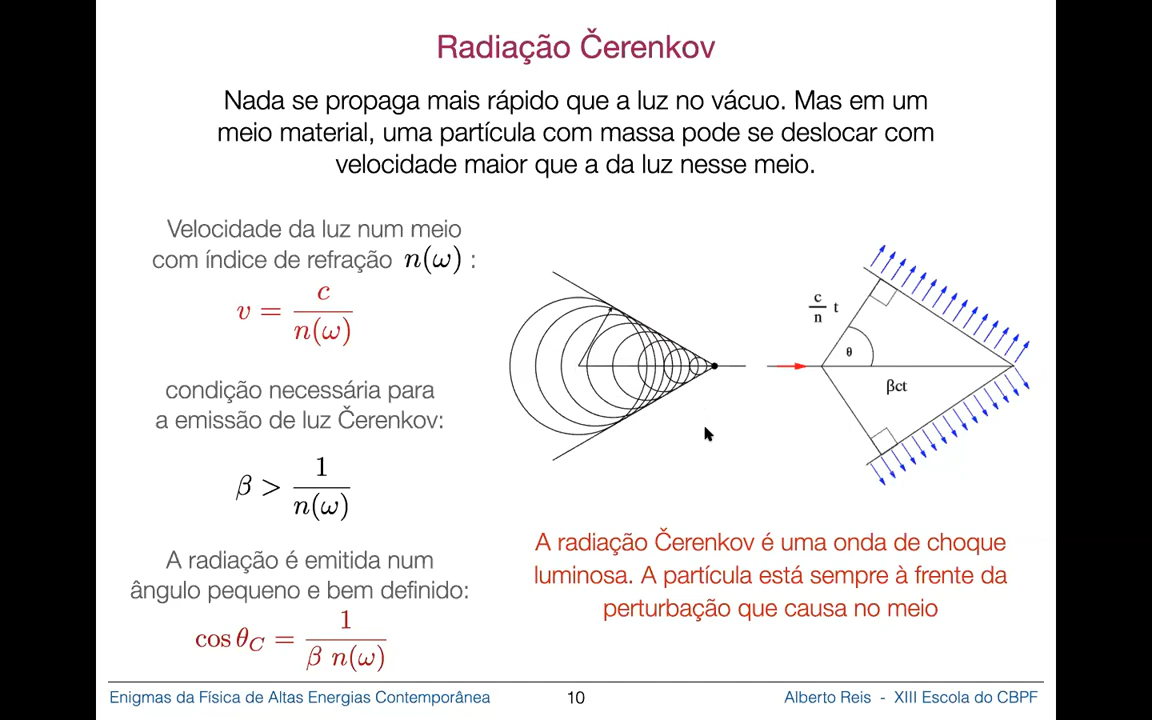 Radiação Čerenkov
Nada se propaga mais rápido que a luz no vácuo. Mas em um
meio material, uma partícula com massa pode se deslocar com
velocidade maior que a da luz nesse meio.
Velocidade da luz num meio
com índice de refração n(ω) :
v = c / n(ω)
condição necessária para
a emissão de luz Čerenkov:
β > 1 / n(ω)
A radiação é emitida num
ângulo pequeno e bem definido:
cos θ_C = 1 / β n(ω)
c / n t
θ
βct
A radiação Čerenkov é uma onda de choque
luminosa. A partícula está sempre à frente da
perturbação que causa no meio
Enigmas da Física de Altas Energias Contemporânea
10
Alberto Reis - XIII Escola do CBPF